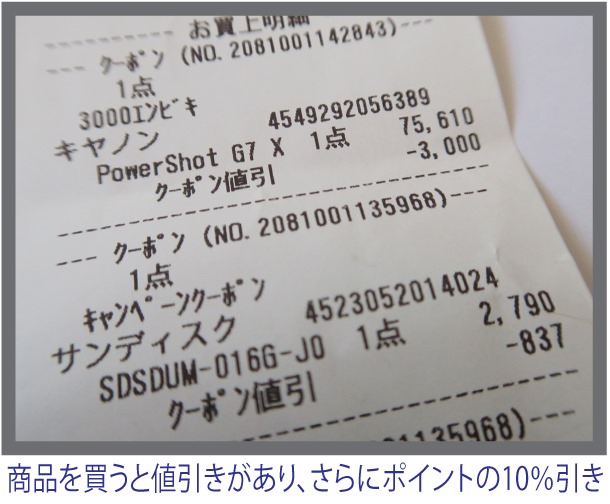 お買上明細
クーポン (NO. 2081001142843)----
1点
3000エンビキ
キヤノン 4549292056389
PowerShot G7 X 1点 75,610
クーポン値引 -3,000
--- クーポン (NO. 2081001135968)---
1点
キャンペーンクーポン
サンディスク 4523052014024
SDSDUM-016G-J0 1点 2,790
クーポン値引 -837
001135968)---
商品を買うと値引きがあり、さらにポイントの10%引き